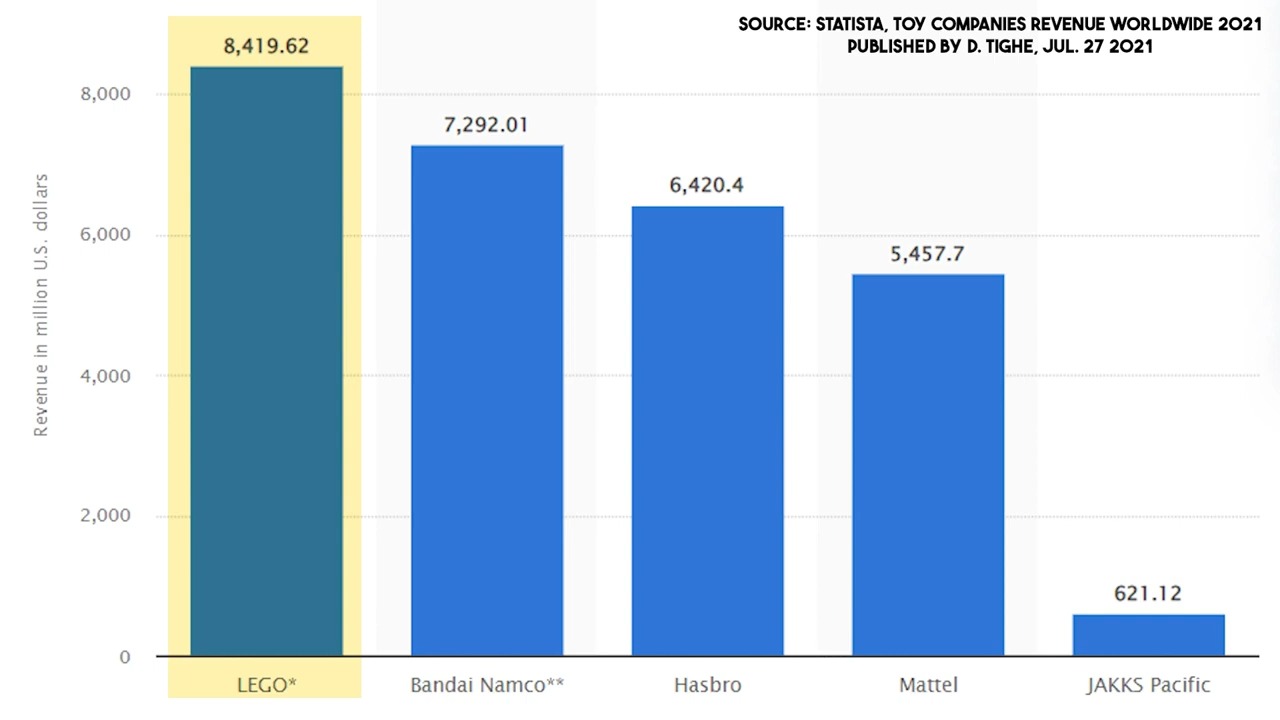 SOURCE: STATISTA, TOY COMPANIES REVENUE WORLDWIDE 2021
PUBLISHED BY D. TIGHE, JUL. 27 2021
Revenue in million U.S. dollars
8,000
6,000
4,000
2,000
0
8,419.62
7,292.01
6,420.4
5,457.7
621.12
LEGO*
Bandai Namco**
Hasbro
Mattel
JAKKS Pacific